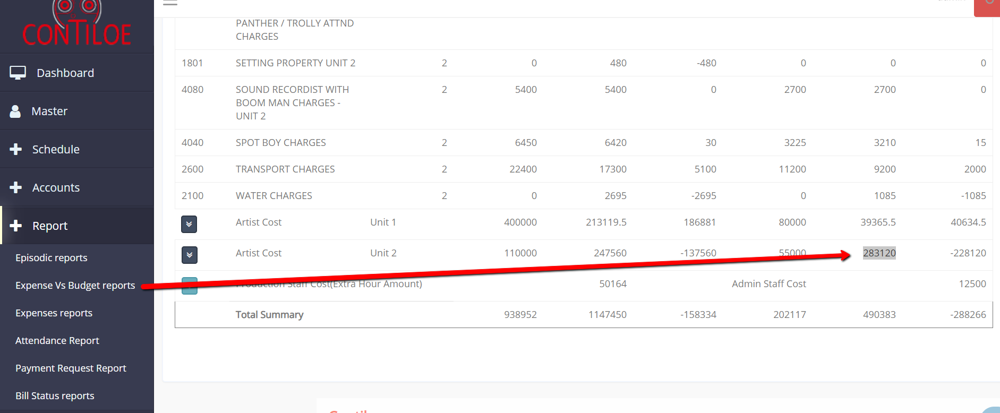 CONTILOE
Dashboard
Master
Schedule
Accounts
Report
Episodic reports
Expense Vs Budget reports
Expenses reports
Attendance Report
Payment Request Report
Bill Status reports
PANTHER / TROLLY ATTND
CHARGES
1801 SETTING PROPERTY UNIT 2 2 0 480 -480 0 0 0
4080 SOUND RECORDIST WITH 2 5400 5400 0 2700 2700 0
BOOM MAN CHARGES -
UNIT 2
4040 SPOT BOY CHARGES 2 6450 6420 30 3225 3210 15
2600 TRANSPORT CHARGES 2 22400 17300 5100 11200 9200 2000
2100 WATER CHARGES 2 0 2695 -2695 0 1085 -1085
Artist Cost Unit 1 400000 213119.5 186881 80000 39365.5 40634.5
Artist Cost Unit 2 110000 247560 -137560 55000 283120 -228120
Production Staff Cost(Extra Hour Amount) 50164 Admin Staff Cost 12500
Total Summary 938952 1147450 -158334 202117 490383 -288266